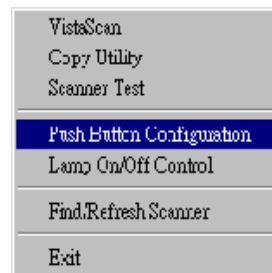 VistaScan
Copy Utility
Scanner Test
Push Button Configuration
Lamp On/Off Control
Find/Refresh Scanner
Exit